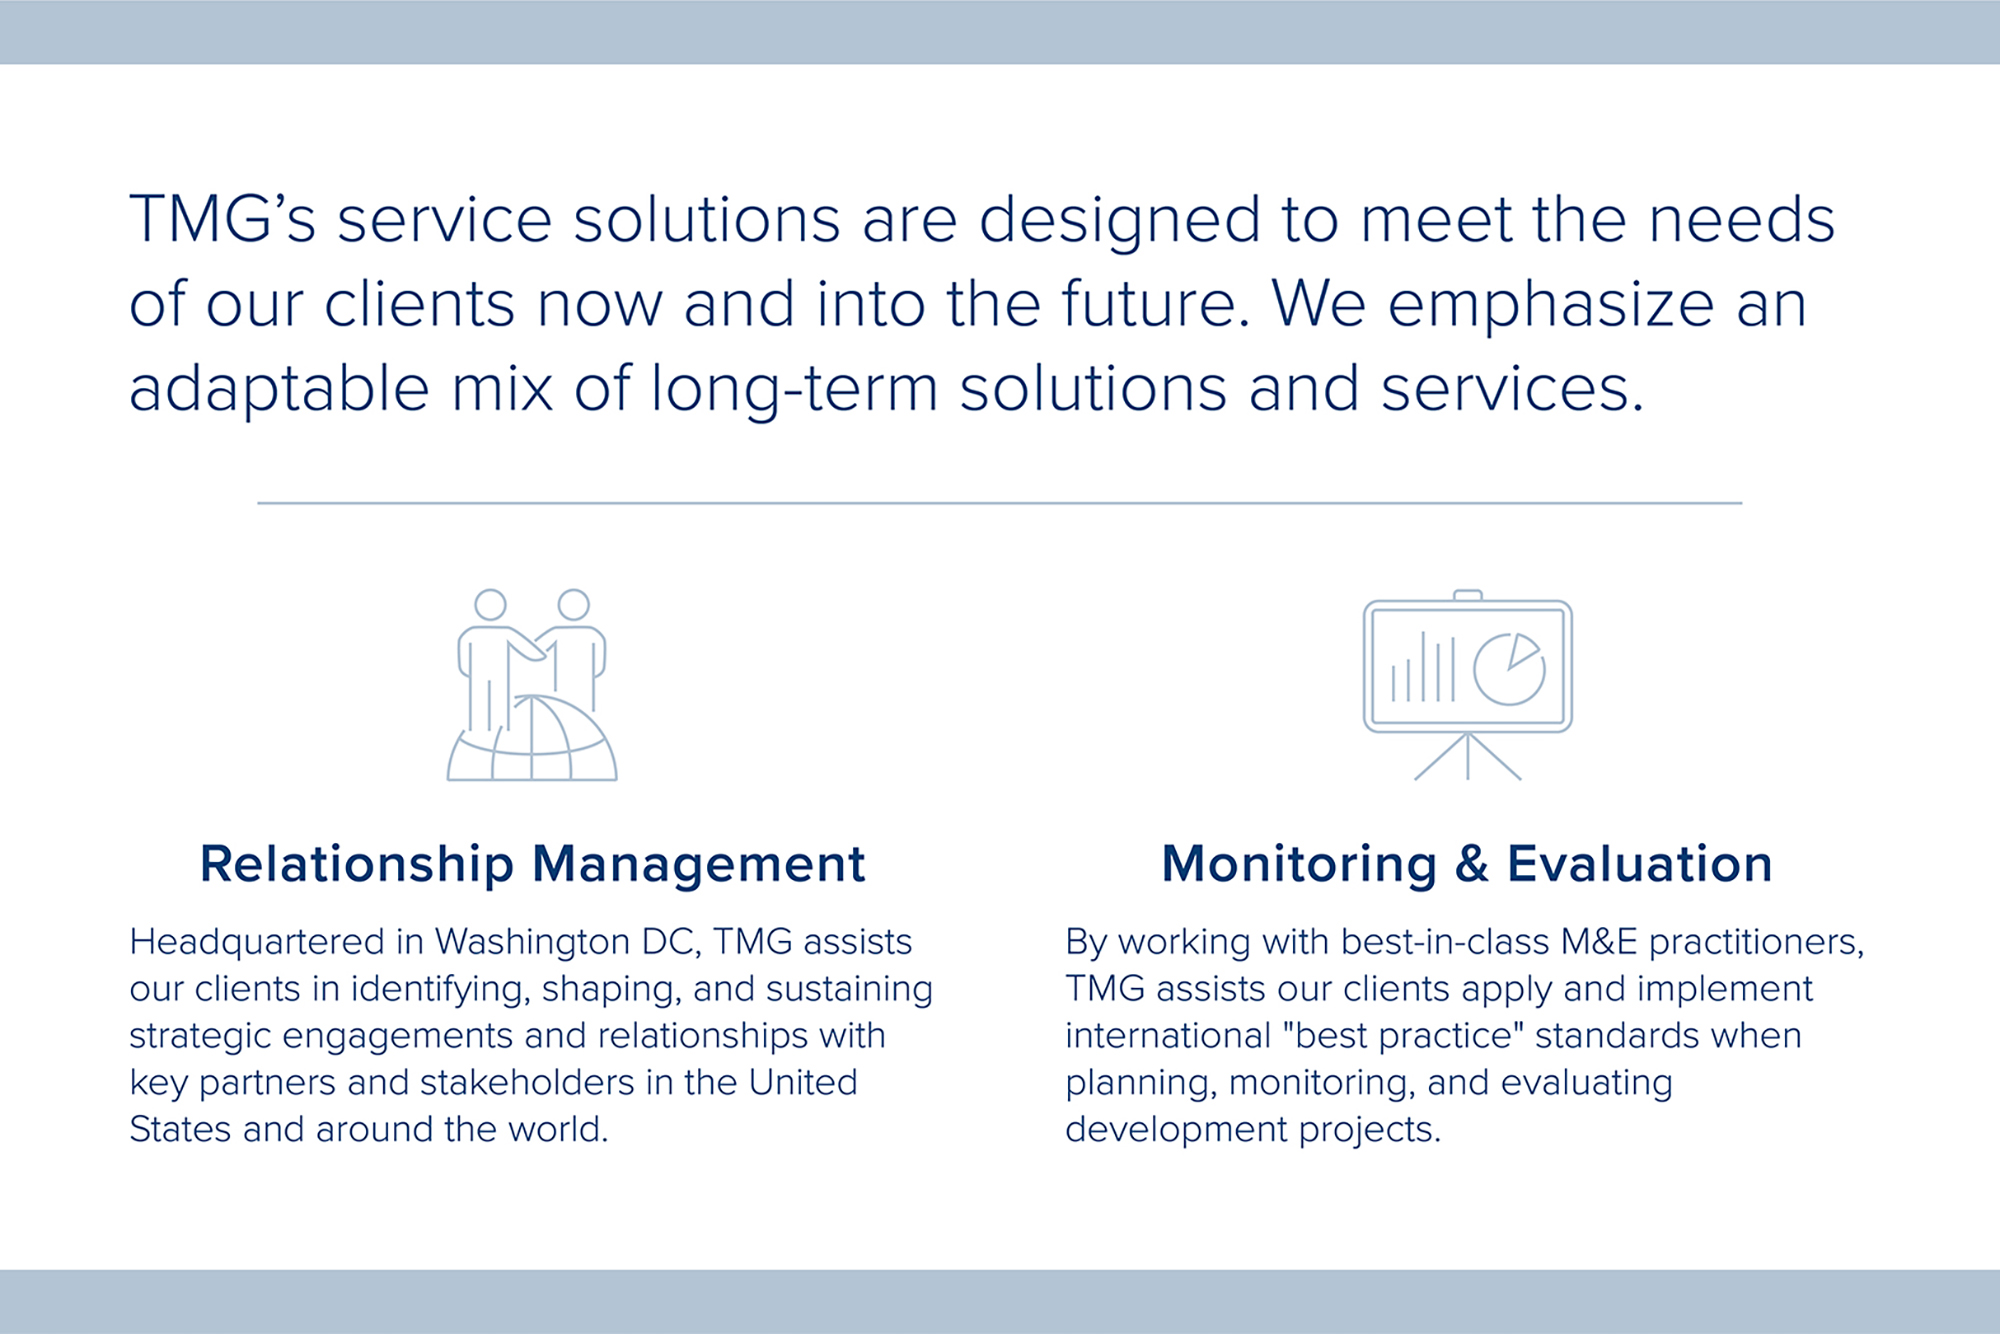 TMG’s service solutions are designed to meet the needs
of our clients now and into the future. We emphasize an
adaptable mix of long-term solutions and services.
Relationship Management
Headquartered in Washington DC, TMG assists
our clients in identifying, shaping, and sustaining
strategic engagements and relationships with
key partners and stakeholders in the United
States and around the world.
Monitoring & Evaluation
By working with best-in-class M&E practitioners,
TMG assists our clients apply and implement
international "best practice" standards when
planning, monitoring, and evaluating
development projects.